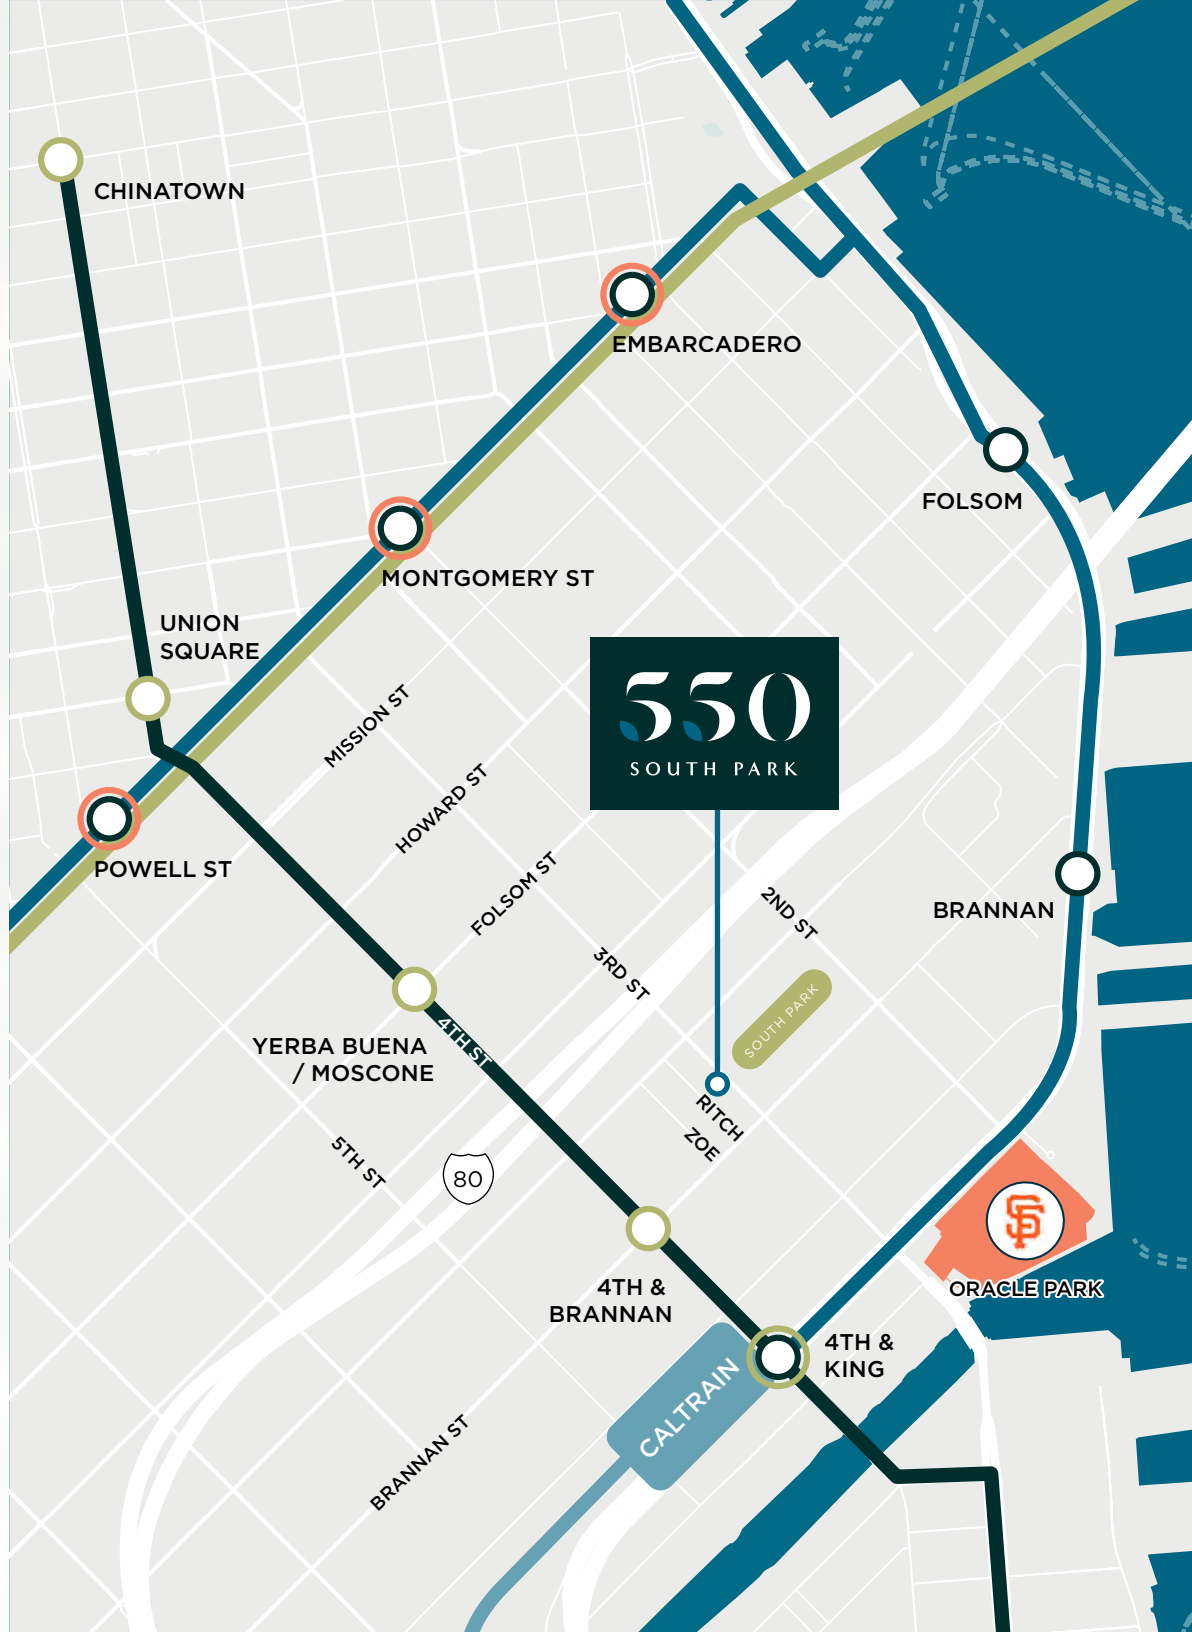 CHINATOWN
EMBARCADERO
FOLSOM
MONTGOMERY ST
UNION
SQUARE
MISSION ST
550
SOUTH PARK
HOWARD ST
POWELL ST
FOLSOM ST
2ND ST
BRANNAN
3RD ST
SOUTH PARK
4TH ST
YERBA BUENA
/ MOSCONE
RITCH
ZOE
5TH ST
80
SF
ORACLE PARK
4TH &
BRANNAN
4TH &
KING
CALTRAIN
BRANNAN ST